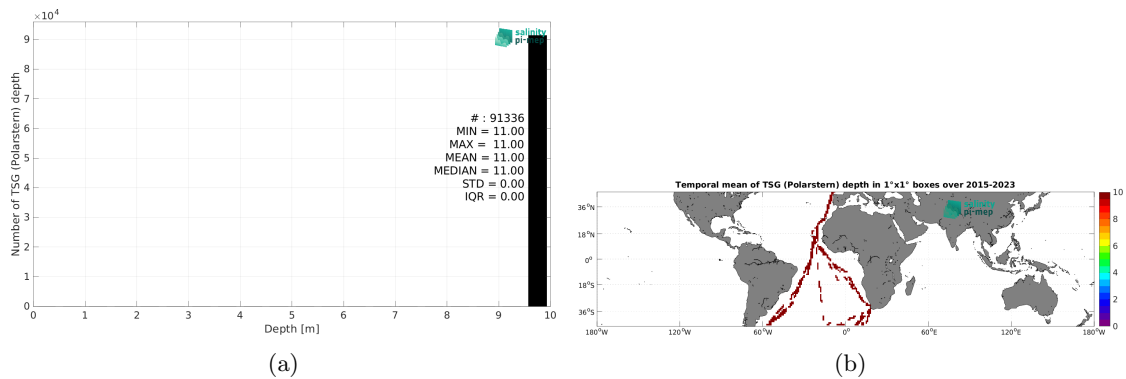 ×10⁴
9
8
7
6
5
4
3
2
1
0
Number of TSG (Polarstern) depth
salinity
pi-mep
# : 91336
MIN = 11.00
MAX = 11.00
MEAN = 11.00
MEDIAN = 11.00
STD = 0.00
IQR = 0.00
0 1 2 3 4 5 6 7 8 9 10
Depth [m]
(a)
Temporal mean of TSG (Polarstern) depth in 1°x1° boxes over 2015-2023
salinity
pi-mep
36°N
18°N
0°
18°S
36°S
180°W 120°W 60°W 0° 60°E 120°E 180°W
10
8
6
4
2
0
(b)